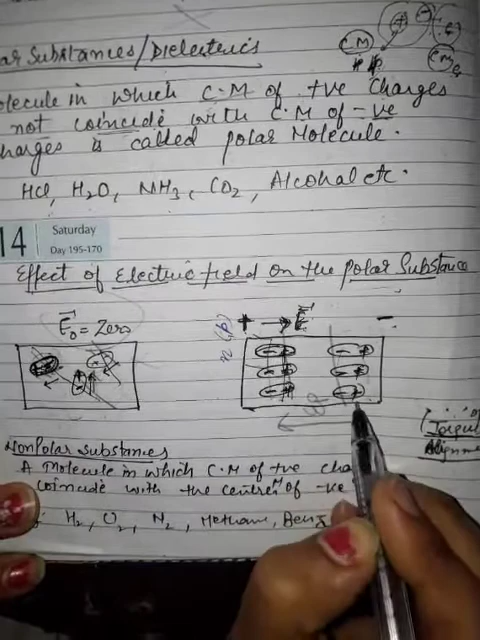 ar Substances/Dielectrics
CM
CM
olecule in which C.M of +ve Charges
not coincide with C.M of -ve
harges is called polar Molecule.
HCl, H2O, NH3, CO2, Alcohal etc.
14 Saturday
Day 195-170
Effect of Electric field on the Polar Substance
E0 = Zero
+ → E -
NonPolar Substances
A Molecule in which C.M of +ve cha
coincide with the centre of -ve
H2, O2, N2, Methane, Benz